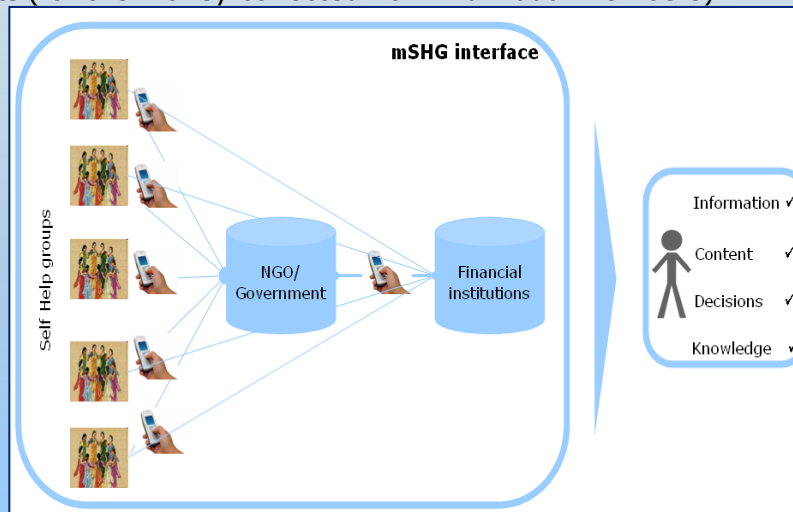 mSHG interface
Self Help groups
NGO/
Government
Financial
institutions
Information ✓
Content ✓
Decisions ✓
Knowledge ✓